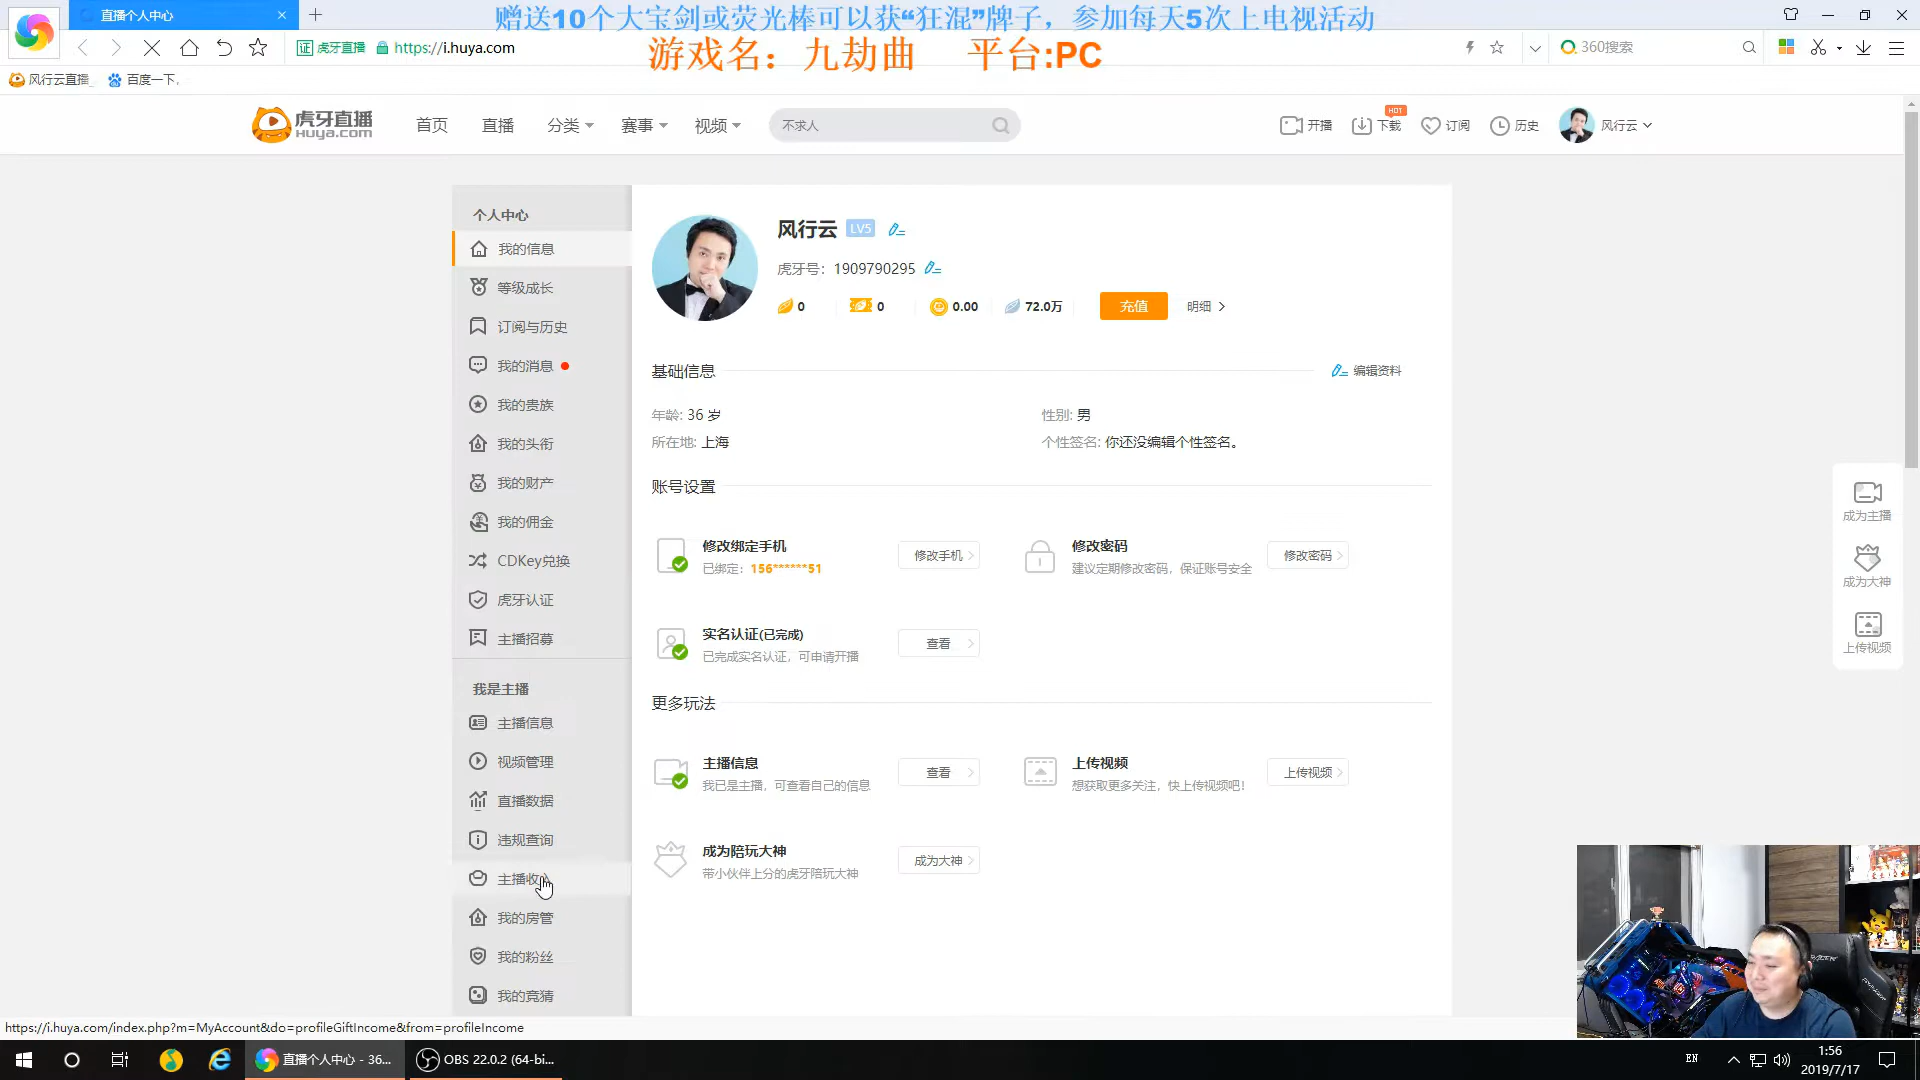 直播个人中心
赠送10个大宝剑或荧光棒可以获“狂混”牌子，参加每天5次上电视活动
证 虎牙直播 https://i.huya.com
游戏名：九劫曲 平台:PC
360搜索
风行云直播_ 百度一下,
虎牙直播 HUYA.com
首页 直播 分类 赛事 视频 不求人 开播 下载 HOT 订阅 历史 风行云
个人中心
我的信息
等级成长
订阅与历史
我的消息
我的贵族
我的头衔
我的财产
我的佣金
CDKey兑换
虎牙认证
主播招募
我是主播
主播信息
视频管理
直播数据
违规查询
主播收
我的房管
我的粉丝
我的竞猜
风行云 LV5
虎牙号: 1909790295
0 0 0.00 72.0万 充值 明细
基础信息 编辑资料
年龄: 36 岁 性别: 男
所在地: 上海 个性签名: 你还没编辑个性签名。
账号设置
修改绑定手机
已绑定: 156******51
修改手机
修改密码
建议定期修改密码，保证账号安全
修改密码
实名认证(已完成)
已完成实名认证，可申请开播
查看
更多玩法
主播信息
我已是主播，可查看自己的信息
查看
上传视频
想获取更多关注，快上传视频吧!
上传视频
成为陪玩大神
带小伙伴上分的虎牙陪玩大神
成为大神
成为主播
成为大神
上传视频
https://i.huya.com/index.php?m=MyAccount&do=profileGiftIncome&from=profileIncome
直播个人中心 - 36... OBS 22.0.2 (64-bi... EN 1:56
2019/7/17